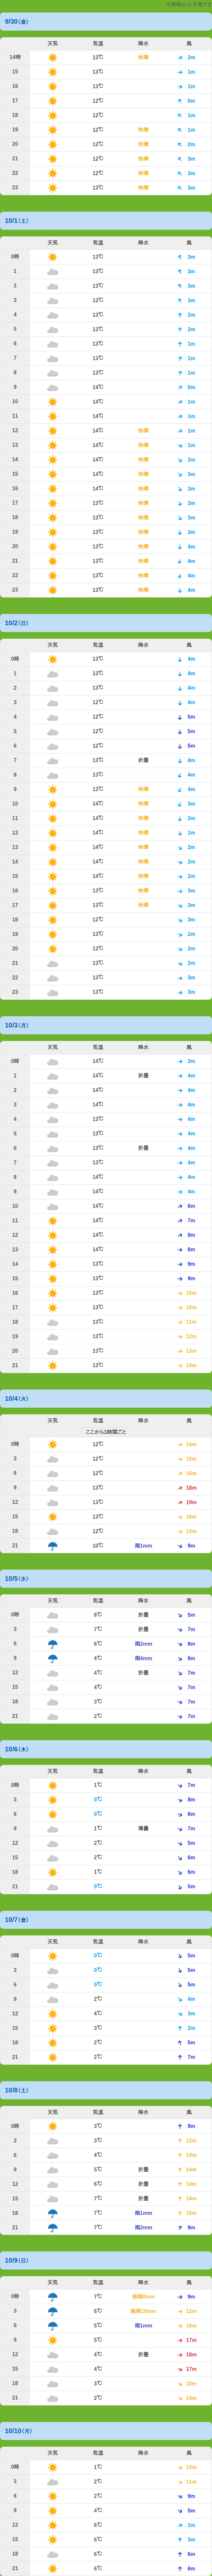 9/30(金)
天気 気温 降水 風
14時 13℃ 快晴 2m
15 13℃ 1m
16 13℃ 1m
17 12℃ 0m
18 12℃ 1m
19 12℃ 快晴 1m
20 12℃ 快晴 2m
21 12℃ 快晴 3m
22 12℃ 快晴 3m
23 13℃ 快晴 3m
10/1(土)
天気 気温 降水 風
0時 13℃ 3m
1 13℃ 3m
2 13℃ 3m
3 13℃ 3m
4 13℃ 2m
5 13℃ 2m
6 13℃ 1m
7 13℃ 1m
8 13℃ 1m
9 14℃ 0m
10 14℃ 1m
11 14℃ 1m
12 14℃ 快晴 1m
13 14℃ 快晴 1m
14 14℃ 快晴 2m
15 14℃ 快晴 3m
16 14℃ 快晴 3m
17 13℃ 快晴 3m
18 13℃ 快晴 3m
19 13℃ 快晴 3m
20 13℃ 快晴 4m
21 13℃ 快晴 4m
22 13℃ 快晴 4m
23 13℃ 快晴 4m
10/2(日)
天気 気温 降水 風
0時 13℃ 4m
1 13℃ 4m
2 13℃ 4m
3 12℃ 4m
4 12℃ 5m
5 12℃ 5m
6 12℃ 5m
7 13℃ 折曇 4m
8 13℃ 4m
9 13℃ 快晴 4m
10 14℃ 快晴 3m
11 14℃ 快晴 2m
12 14℃ 快晴 1m
13 14℃ 快晴 2m
14 14℃ 快晴 2m
15 14℃ 快晴 2m
16 13℃ 快晴 3m
17 13℃ 快晴 3m
18 12℃ 3m
19 13℃ 2m
20 13℃ 2m
21 13℃ 2m
22 13℃ 3m
23 13℃ 3m
10/3(月)
天気 気温 降水 風
0時 14℃ 3m
1 14℃ 折曇 4m
2 14℃ 4m
3 14℃ 4m
4 13℃ 4m
5 13℃ 4m
6 13℃ 折曇 4m
7 13℃ 4m
8 14℃ 4m
9 14℃ 4m
10 14℃ 6m
11 14℃ 7m
12 14℃ 8m
13 14℃ 8m
14 13℃ 9m
15 13℃ 9m
16 13℃ 10m
17 13℃ 10m
18 13℃ 11m
19 13℃ 12m
20 13℃ 13m
21 13℃ 14m
10/4(火)
天気 気温 降水 風
ここから3時間ごと
0時 12℃ 14m
3 12℃ 15m
6 12℃ 16m
9 13℃ 18m
12 13℃ 19m
15 13℃ 16m
18 12℃ 13m
21 10℃ 雨1mm 9m
10/5(水)
天気 気温 降水 風
0時 8℃ 折曇 5m
3 7℃ 折曇 7m
6 6℃ 雨2mm 8m
9 4℃ 雨4mm 8m
12 4℃ 折曇 7m
15 4℃ 7m
18 3℃ 7m
21 2℃ 7m
10/6(木)
天気 気温 降水 風
0時 1℃ 7m
3 0℃ 8m
6 0℃ 8m
9 1℃ 薄曇 7m
12 2℃ 5m
15 2℃ 6m
18 1℃ 6m
21 0℃ 5m
10/7(金)
天気 気温 降水 風
0時 0℃ 5m
3 0℃ 5m
6 0℃ 5m
9 2℃ 4m
12 4℃ 3m
15 3℃ 2m
18 2℃ 5m
21 2℃ 7m
10/8(土)
天気 気温 降水 風
0時 3℃ 9m
3 3℃ 12m
6 4℃ 14m
9 5℃ 折曇 14m
12 6℃ 折曇 14m
15 7℃ 折曇 14m
18 7℃ 雨1mm 15m
21 7℃ 雨2mm 9m
10/9(日)
天気 気温 降水 風
0時 7℃ 9m
3 6℃ 12m
6 5℃ 雨1mm 16m
9 5℃ 17m
12 4℃ 折曇 18m
15 4℃ 17m
18 3℃ 15m
21 2℃ 14m
10/10(月)
天気 気温 降水 風
0時 1℃ 13m
3 2℃ 11m
6 2℃ 9m
9 4℃ 5m
12 6℃ 1m
15 6℃ 3m
18 6℃ 6m
21 6℃ 6m